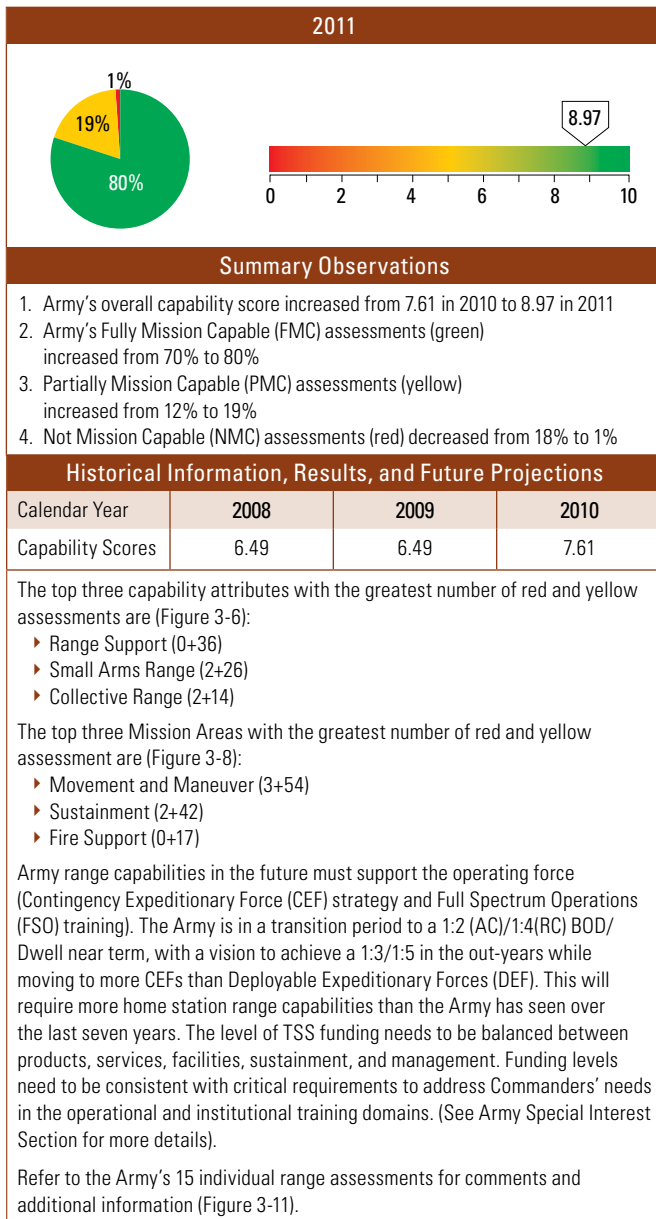 2011
1%
19%
80%
8.97
0 2 4 6 8 10
Summary Observations
1. Army's overall capability score increased from 7.61 in 2010 to 8.97 in 2011
2. Army's Fully Mission Capable (FMC) assessments (green)
increased from 70% to 80%
3. Partially Mission Capable (PMC) assessments (yellow)
increased from 12% to 19%
4. Not Mission Capable (NMC) assessments (red) decreased from 18% to 1%
Historical Information, Results, and Future Projections
Calendar Year 2008 2009 2010
Capability Scores 6.49 6.49 7.61
The top three capability attributes with the greatest number of red and yellow
assessments are (Figure 3-6):
‣ Range Support (0+36)
‣ Small Arms Range (2+26)
‣ Collective Range (2+14)
The top three Mission Areas with the greatest number of red and yellow
assessment are (Figure 3-8):
‣ Movement and Maneuver (3+54)
‣ Sustainment (2+42)
‣ Fire Support (0+17)
Army range capabilities in the future must support the operating force
(Contingency Expeditionary Force (CEF) strategy and Full Spectrum Operations
(FSO) training). The Army is in a transition period to a 1:2 (AC)/1:4(RC) BOD/
Dwell near term, with a vision to achieve a 1:3/1:5 in the out-years while
moving to more CEFs than Deployable Expeditionary Forces (DEF). This will
require more home station range capabilities than the Army has seen over
the last seven years. The level of TSS funding needs to be balanced between
products, services, facilities, sustainment, and management. Funding levels
need to be consistent with critical requirements to address Commanders' needs
in the operational and institutional training domains. (See Army Special Interest
Section for more details).
Refer to the Army's 15 individual range assessments for comments and
additional information (Figure 3-11).